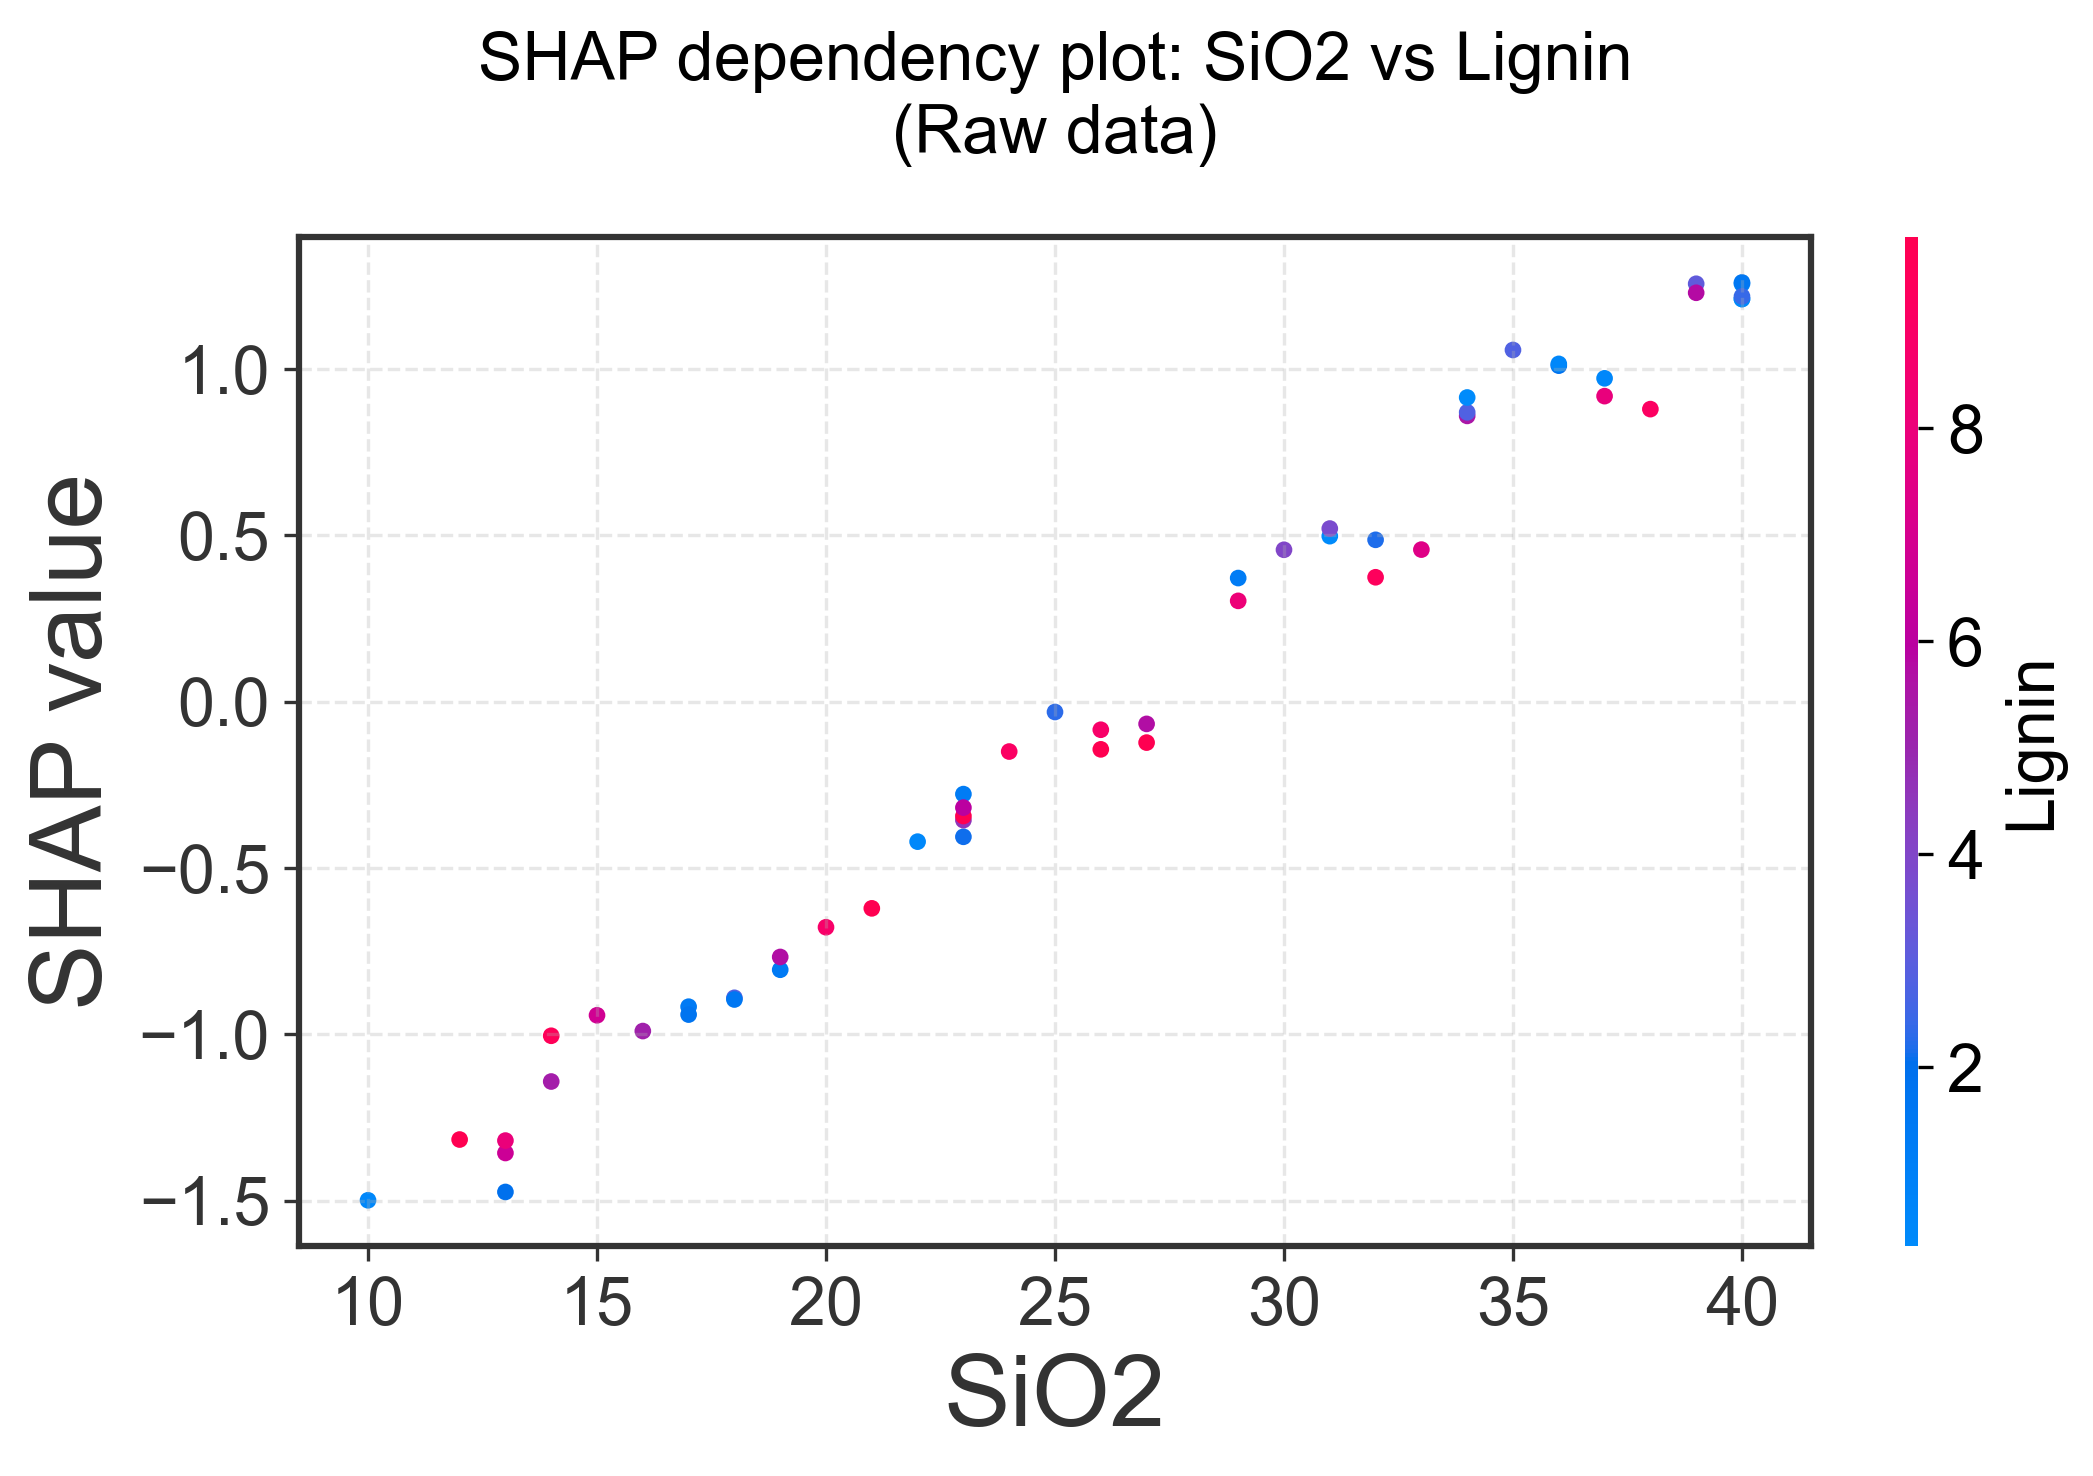 SHAP dependency plot: SiO2 vs Lignin
(Raw data)
SHAP value
1.0
0.5
0.0
−0.5
−1.0
−1.5
10 15 20 25 30 35 40
SiO2
8
6
4
2
Lignin